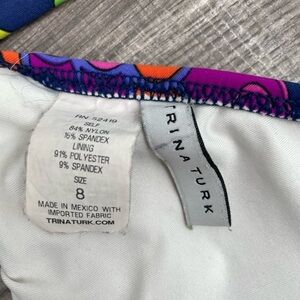 RN 52419
SELF
84% NYLON
16% SPANDEX
LINING
91% POLYESTER
9% SPANDEX
SIZE
8
MADE IN MEXICO WITH
IMPORTED FABRIC
TRINATURK.COM
TRINA TURK